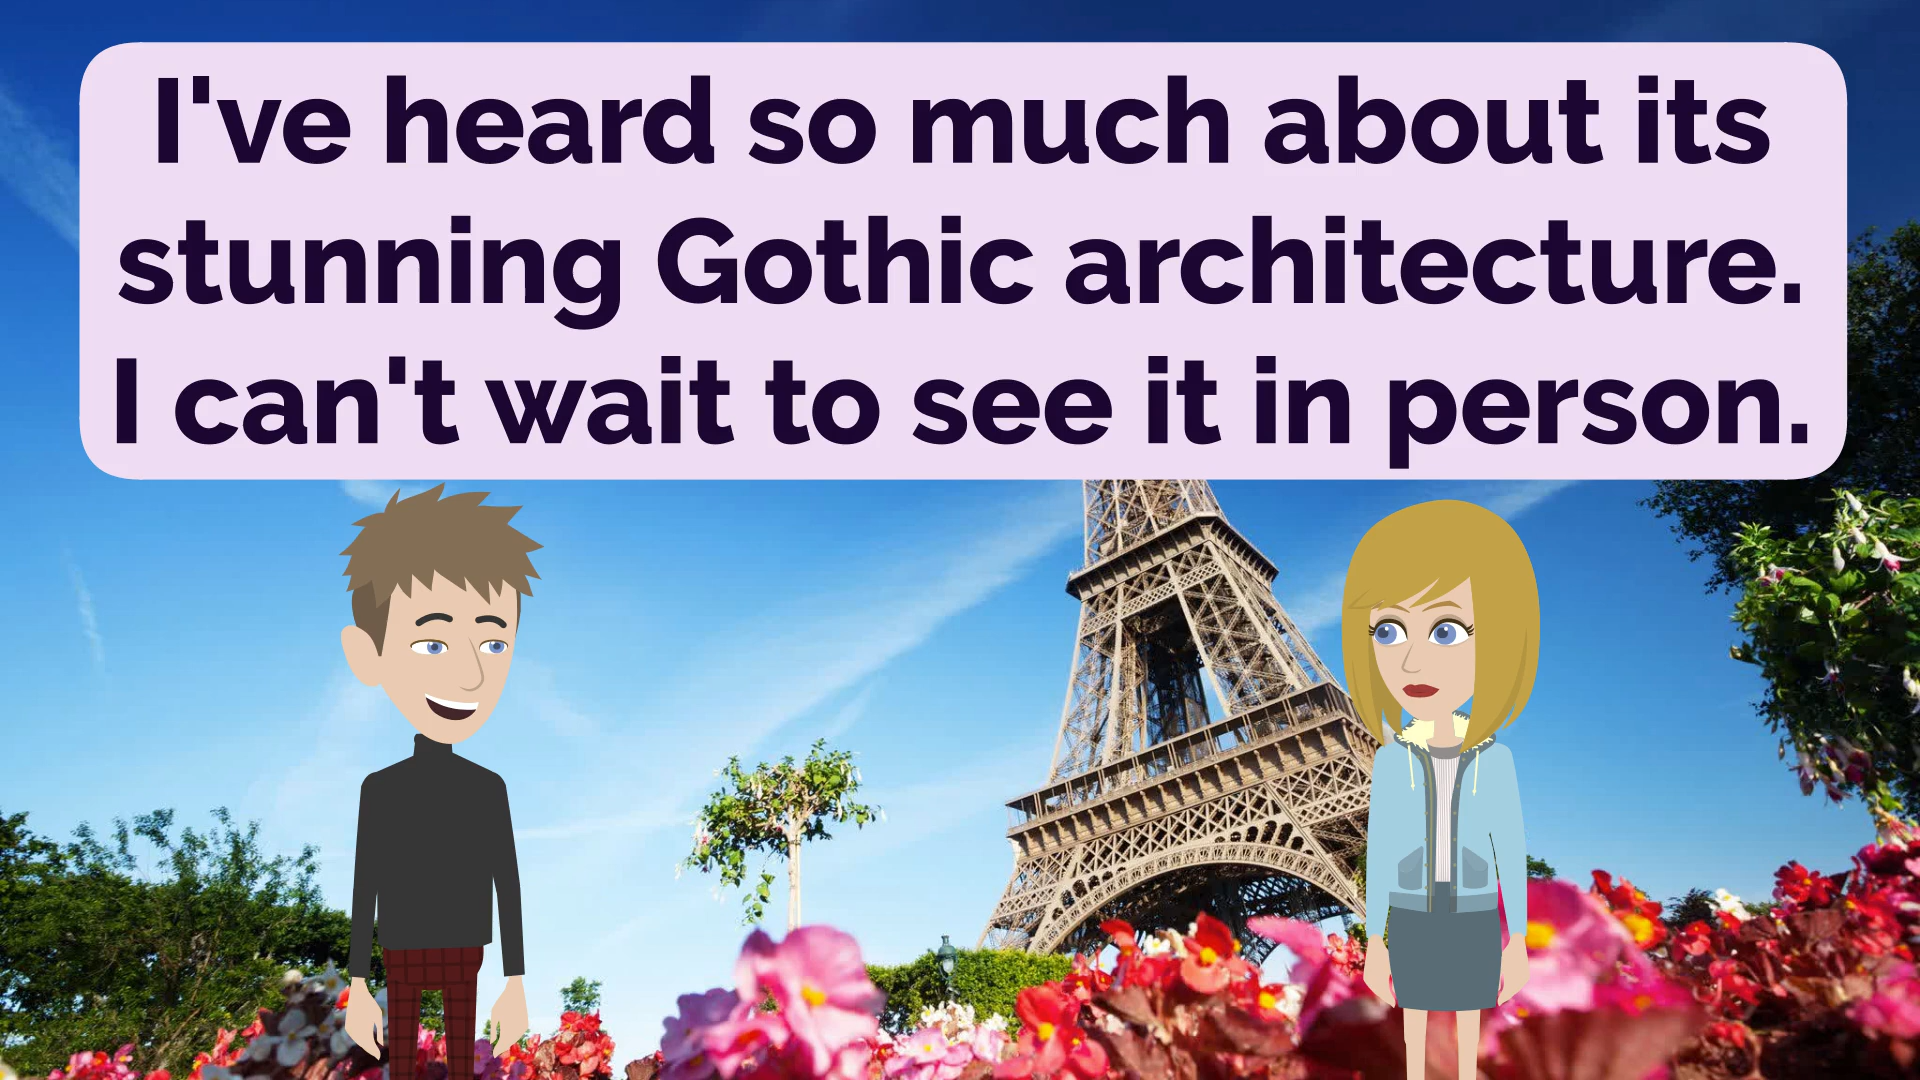 I've heard so much about its
stunning Gothic architecture.
I can't wait to see it in person.